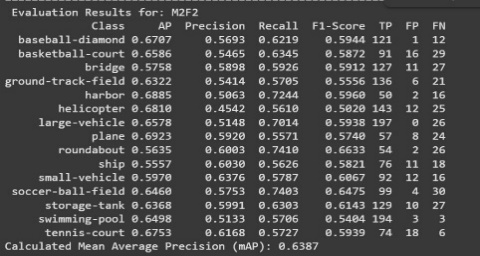 Evaluation Results for: M2F2
Class AP Precision Recall F1-Score TP FP FN
baseball-diamond 0.6707 0.5693 0.6219 0.5944 121 1 12
basketball-court 0.6586 0.5465 0.6345 0.5872 91 16 29
bridge 0.5758 0.5898 0.5926 0.5912 127 11 27
ground-track-field 0.6322 0.5414 0.5705 0.5556 136 6 21
harbor 0.6885 0.5063 0.7244 0.5960 50 2 16
helicopter 0.6810 0.4542 0.5610 0.5020 143 12 25
large-vehicle 0.6578 0.5148 0.7014 0.5938 197 0 26
plane 0.6923 0.5920 0.5571 0.5740 57 8 24
roundabout 0.5635 0.6003 0.7410 0.6633 54 2 26
ship 0.5557 0.6030 0.5626 0.5821 76 11 18
small-vehicle 0.5970 0.6376 0.5787 0.6067 92 12 16
soccer-ball-field 0.6460 0.5753 0.7403 0.6475 99 4 30
storage-tank 0.6368 0.5991 0.6303 0.6143 129 10 27
swimming-pool 0.6498 0.5133 0.5706 0.5404 194 3 3
tennis-court 0.6753 0.6168 0.5727 0.5939 74 18 6
Calculated Mean Average Precision (mAP): 0.6387